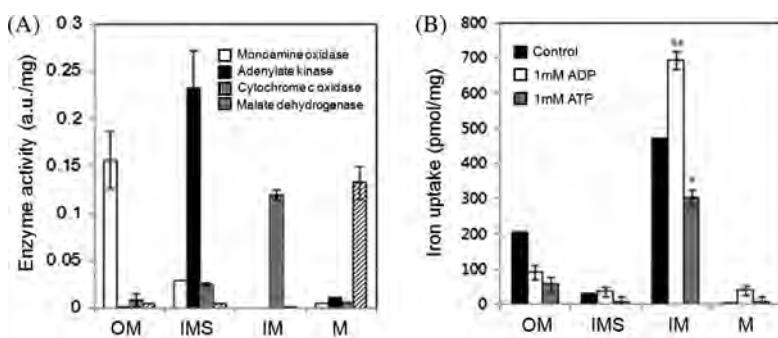 (A)
0.3
0.25
0.2
0.15
0.1
0.05
0
Enzyme activity (a.u./mg)
Monoamine oxidase
Adenylate kinase
Cytochrome c oxidase
Malate dehydrogenase
OM IMS IM M
(B)
800
700
600
500
400
300
200
100
0
Iron uptake (pmol/mg)
Control
1mM ADP
1mM ATP
*
OM IMS IM M